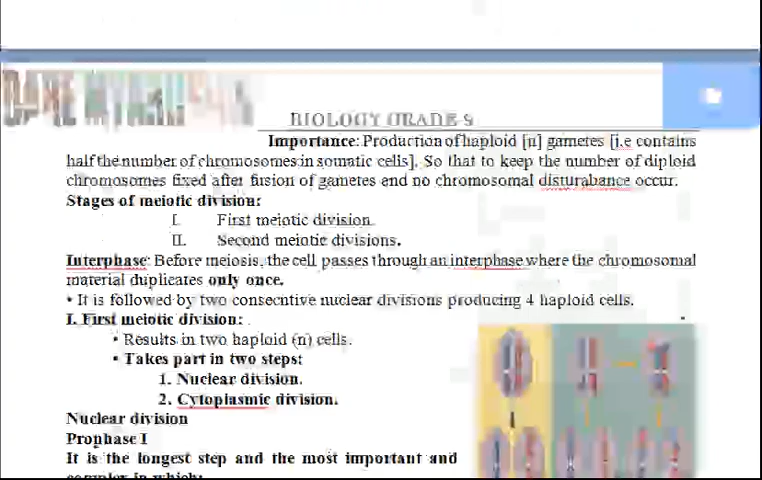 BIOLOGY GRADE 9
Importance: Production of haploid [n] gametes [i.e contains
half the number of chromosomes in somatic cells]. So that to keep the number of diploid
chromosomes fixed after fusion of gametes and no chromosomal disturabance occur.
Stages of meiotic division:
I. First meiotic division.
II. Second meiotic divisions.
Interphase: Before meiosis, the cell passes through an interphase where the chromosomal
material duplicates only once.
• It is followed by two consecutive nuclear divisions producing 4 haploid cells.
I. First meiotic division:
• Results in two haploid (n) cells.
• Takes part in two steps:
1. Nuclear division.
2. Cytoplasmic division.
Nuclear division
Prophase I
It is the longest step and the most important and
complex in which: